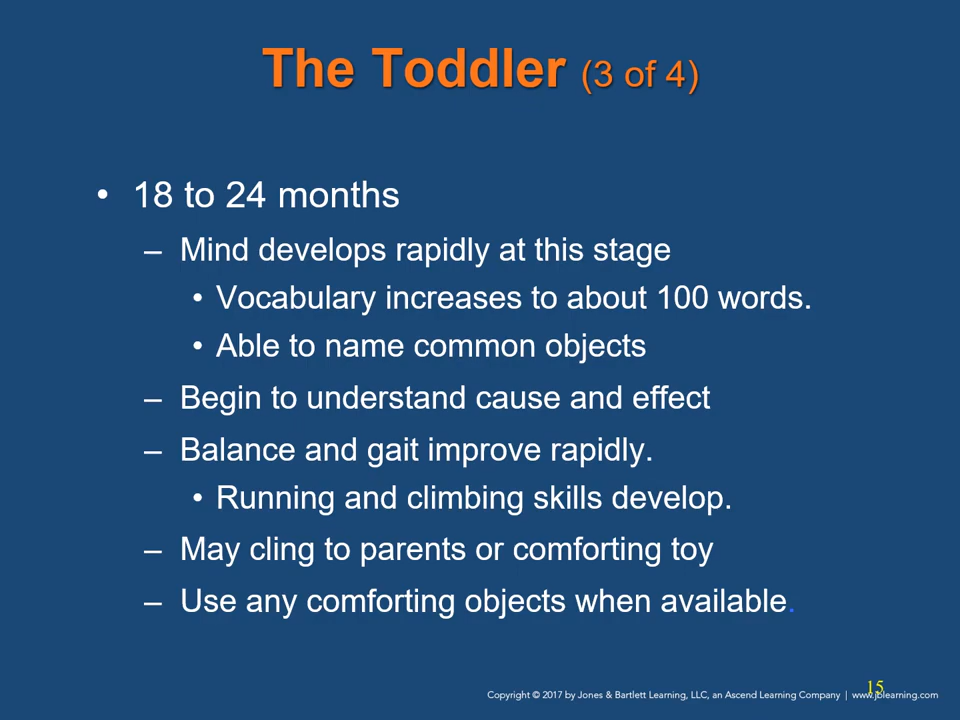 The Toddler (3 of 4)
• 18 to 24 months
– Mind develops rapidly at this stage
• Vocabulary increases to about 100 words.
• Able to name common objects
– Begin to understand cause and effect
– Balance and gait improve rapidly.
• Running and climbing skills develop.
– May cling to parents or comforting toy
– Use any comforting objects when available.
15
Copyright © 2017 by Jones & Bartlett Learning, LLC, an Ascend Learning Company | www.jblearning.com